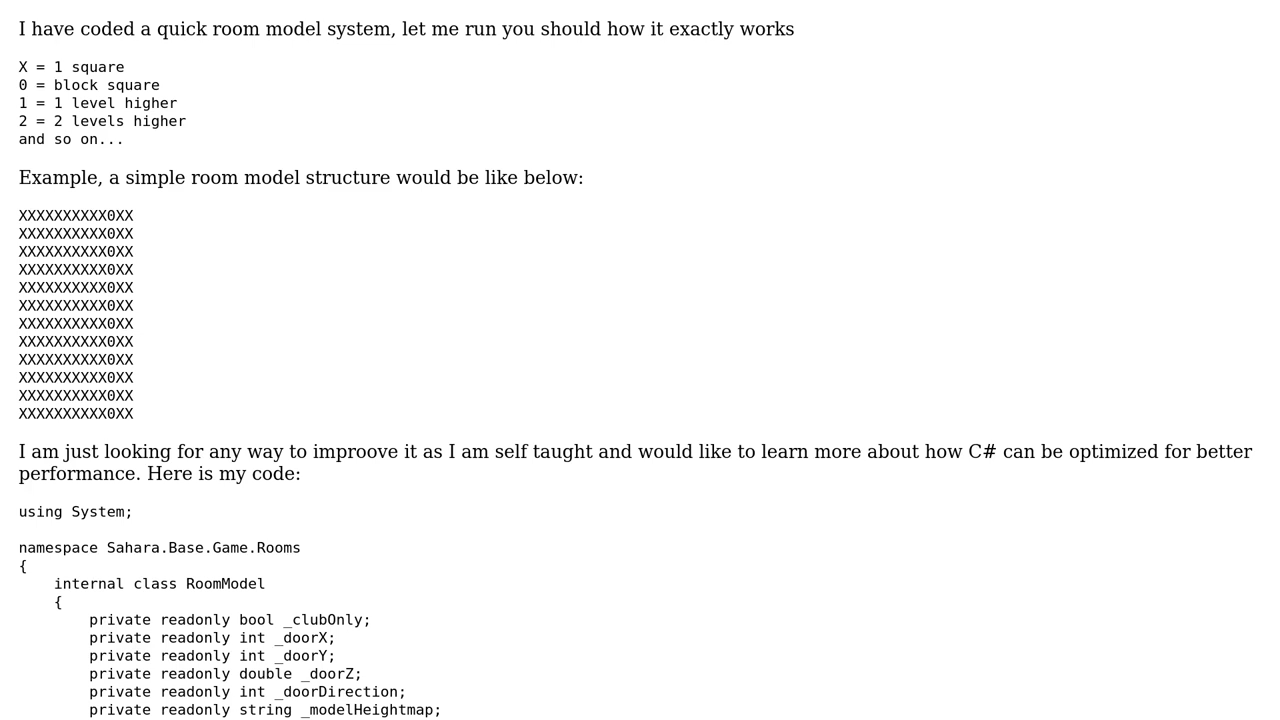 I have coded a quick room model system, let me run you should how it exactly works
X = 1 square
0 = block square
1 = 1 level higher
2 = 2 levels higher
and so on...
Example, a simple room model structure would be like below:
XXXXXXXXXX0XX
XXXXXXXXXX0XX
XXXXXXXXXX0XX
XXXXXXXXXX0XX
XXXXXXXXXX0XX
XXXXXXXXXX0XX
XXXXXXXXXX0XX
XXXXXXXXXX0XX
XXXXXXXXXX0XX
XXXXXXXXXX0XX
XXXXXXXXXX0XX
XXXXXXXXXX0XX
I am just looking for any way to improove it as I am self taught and would like to learn more about how C# can be optimized for better
performance. Here is my code:
using System;
namespace Sahara.Base.Game.Rooms
{
    internal class RoomModel
    {
        private readonly bool _clubOnly;
        private readonly int _doorX;
        private readonly int _doorY;
        private readonly double _doorZ;
        private readonly int _doorDirection;
        private readonly string _modelHeightmap;